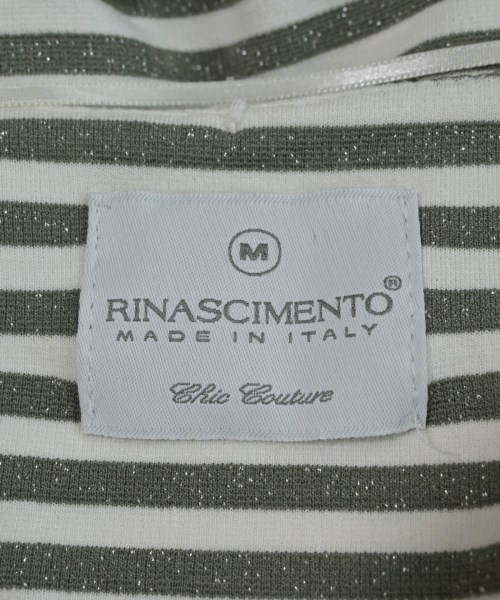 M
RINASCIMENTO®
MADE IN ITALY
Chic Couture